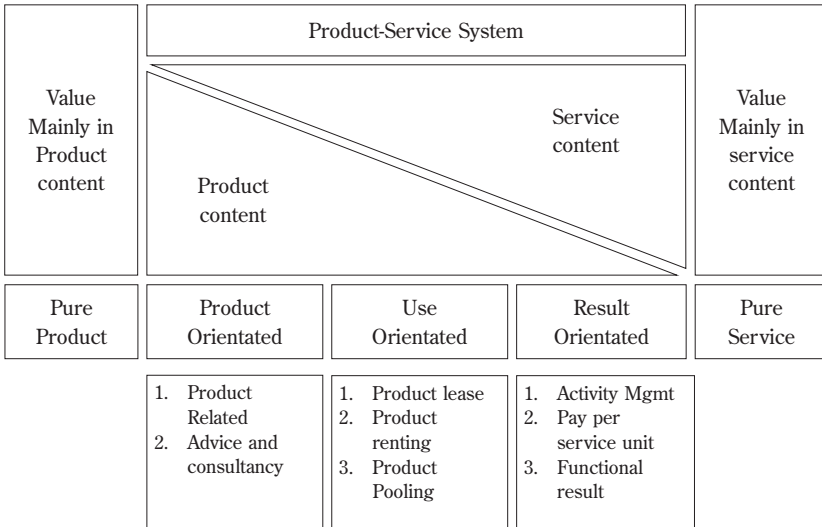 Product-Service System
Value
Mainly in
Product
content
Product
content
Service
content
Value
Mainly in
service
content
Pure
Product
Product
Orientated
Use
Orientated
Result
Orientated
Pure
Service
1. Product
Related
2. Advice and
consultancy
1. Product lease
2. Product
renting
3. Product
Pooling
1. Activity Mgmt
2. Pay per
service unit
3. Functional
result